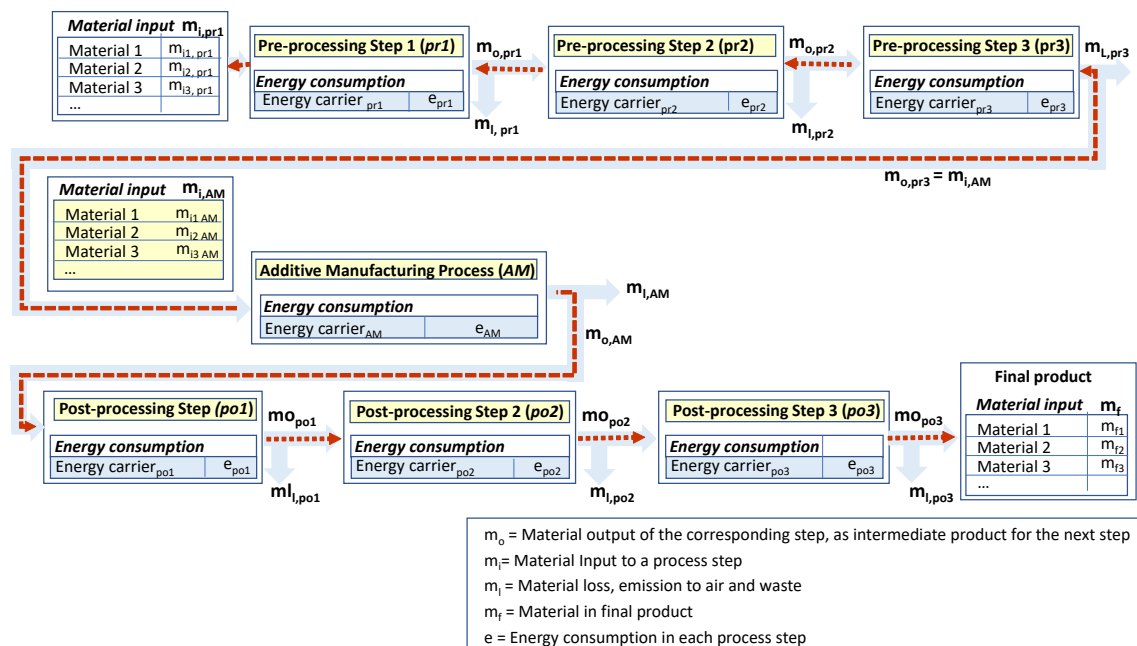 Material input m_i,pr1
Material 1 m_i1, pr1
Material 2 m_i2, pr1
Material 3 m_i3, pr1
...
Pre-processing Step 1 (pr1)
Energy consumption
Energy carrier_pr1 e_pr1
m_o,pr1
m_l, pr1
Pre-processing Step 2 (pr2)
Energy consumption
Energy carrier_pr2 e_pr2
m_o,pr2
m_l,pr2
Pre-processing Step 3 (pr3)
Energy consumption
Energy carrier_pr3 e_pr3
m_L,pr3
m_o,pr3 = m_i,AM
Material input m_i,AM
Material 1 m_i1 AM
Material 2 m_i2 AM
Material 3 m_i3 AM
...
Additive Manufacturing Process (AM)
Energy consumption
Energy carrier_AM e_AM
m_l,AM
m_o,AM
Post-processing Step (po1)
Energy consumption
Energy carrier_po1 e_po1
mo_po1
ml_l,po1
Post-processing Step 2 (po2)
Energy consumption
Energy carrier_po2 e_po2
mo_po2
m_l,po2
Post-processing Step 3 (po3)
Energy consumption
Energy carrier_po3 e_po3
mo_po3
m_l,po3
Final product
Material input m_f
Material 1 m_f1
Material 2 m_f2
Material 3 m_f3
...
m_o = Material output of the corresponding step, as intermediate product for the next step
m_i= Material Input to a process step
m_l = Material loss, emission to air and waste
m_f = Material in final product
e = Energy consumption in each process step